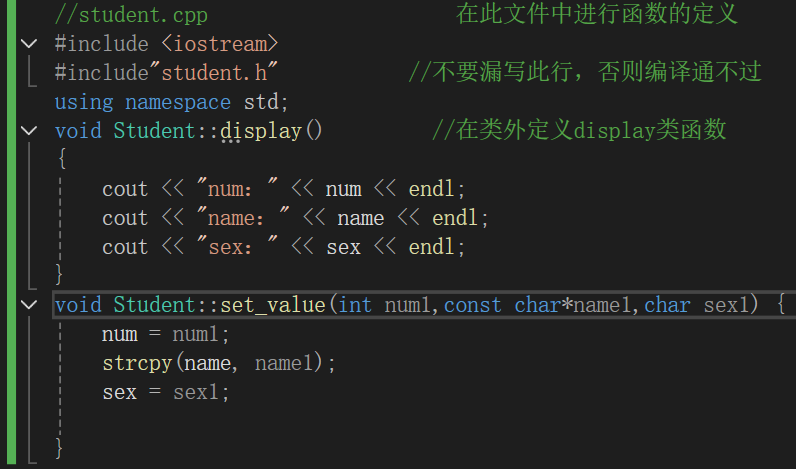 //student.cpp                     在此文件中进行函数的定义
#include <iostream>
#include"student.h"           //不要漏写此行，否则编译通不过
using namespace std;
void Student::display()         //在类外定义display类函数
{
    cout << "num：" << num << endl;
    cout << "name：" << name << endl;
    cout << "sex：" << sex << endl;
}
void Student::set_value(int num1,const char*name1,char sex1) {
    num = num1;
    strcpy(name, name1);
    sex = sex1;
}